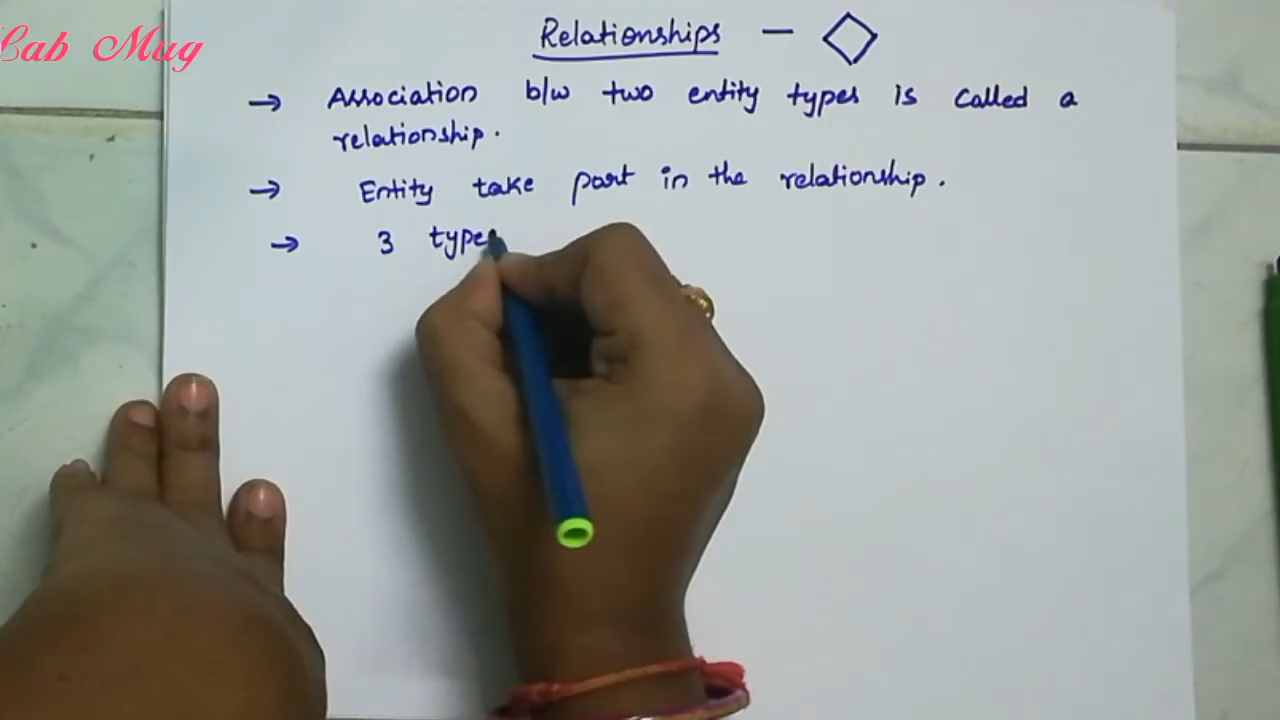 Lab Mug
Relationships -
→ Association b/w two entity types is called a
relationship.
→ Entity take part in the relationship.
→ 3 type